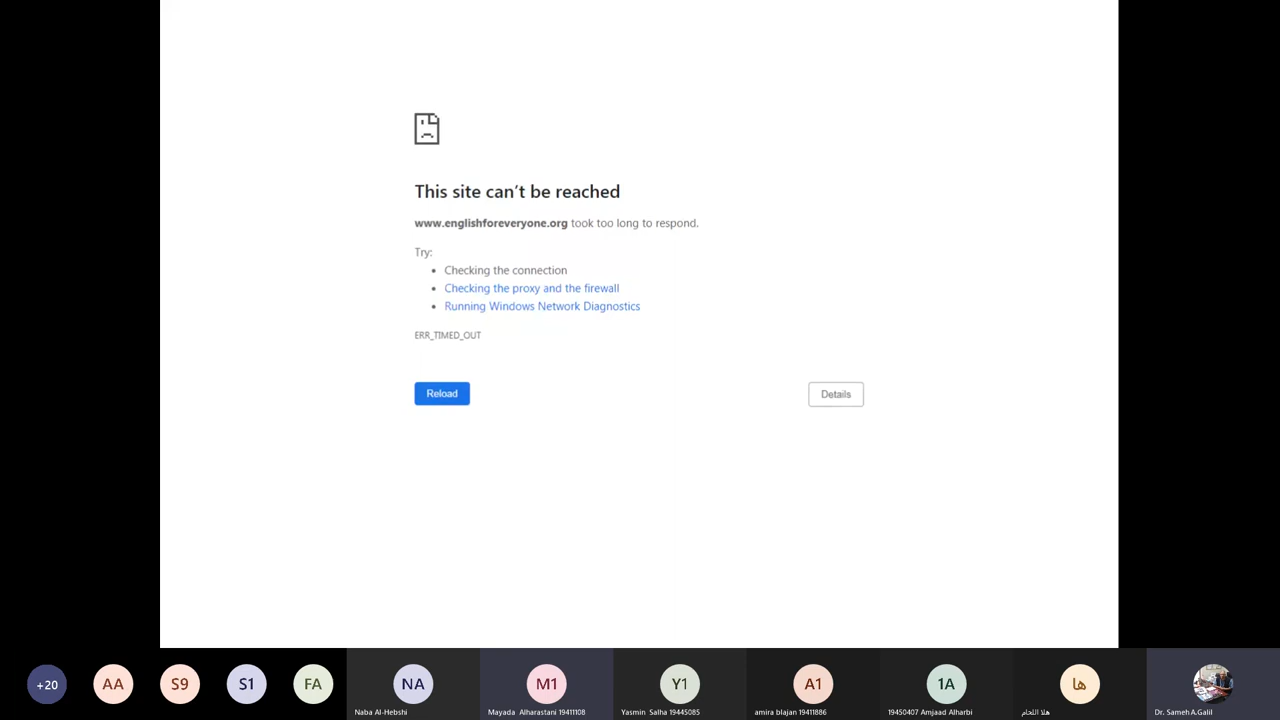 This site can't be reached
www.englishforeveryone.org took too long to respond.
Try:
Checking the connection
Checking the proxy and the firewall
Running Windows Network Diagnostics
ERR_TIMED_OUT
Reload
Details
+20
AA
S9
S1
FA
NA
M1
Y1
A1
1A
ها
Naba Al-Hebshi
Mayada Alharastani 19411108
Yasmin Salha 19445085
amira blajan 19411886
19450407 Amjaad Alharbi
هلا اللحام
Dr. Sameh A.Galil